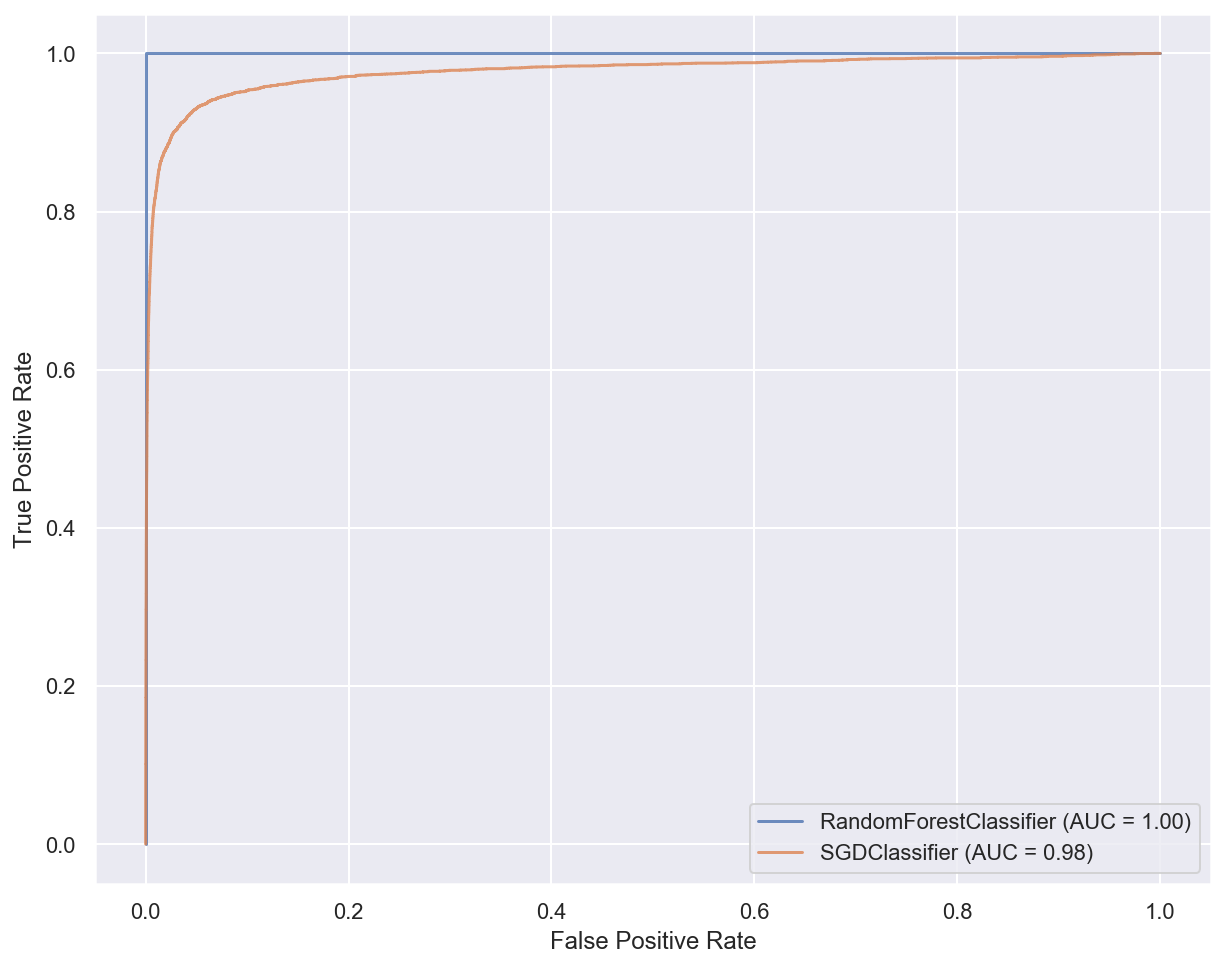 1.0
0.8
0.6
0.4
0.2
0.0
True Positive Rate
RandomForestClassifier (AUC = 1.00)
SGDClassifier (AUC = 0.98)
0.0 0.2 0.4 0.6 0.8 1.0
False Positive Rate